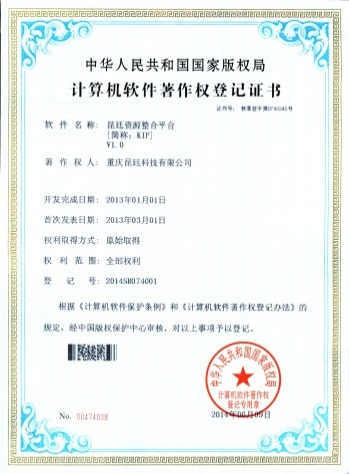 中华人民共和国国家版权局
计算机软件著作权登记证书
证书号： 软著登字第0743245号
软件名称： 昆廷资源整合平台
[简称：KIP]
V1.0
著作权人： 重庆昆廷科技有限公司
开发完成日期： 2013年01月01日
首次发表日期： 2013年03月01日
权利取得方式： 原始取得
权利范围： 全部权利
登记号： 2014SR074001
根据《计算机软件保护条例》和《计算机软件著作权登记办法》的
规定，经中国版权保护中心审核，对以上事项予以登记。
中华人民共和国国家版权局
计算机软件著作权
登记专用章
No. 00474008
2014年06月09日